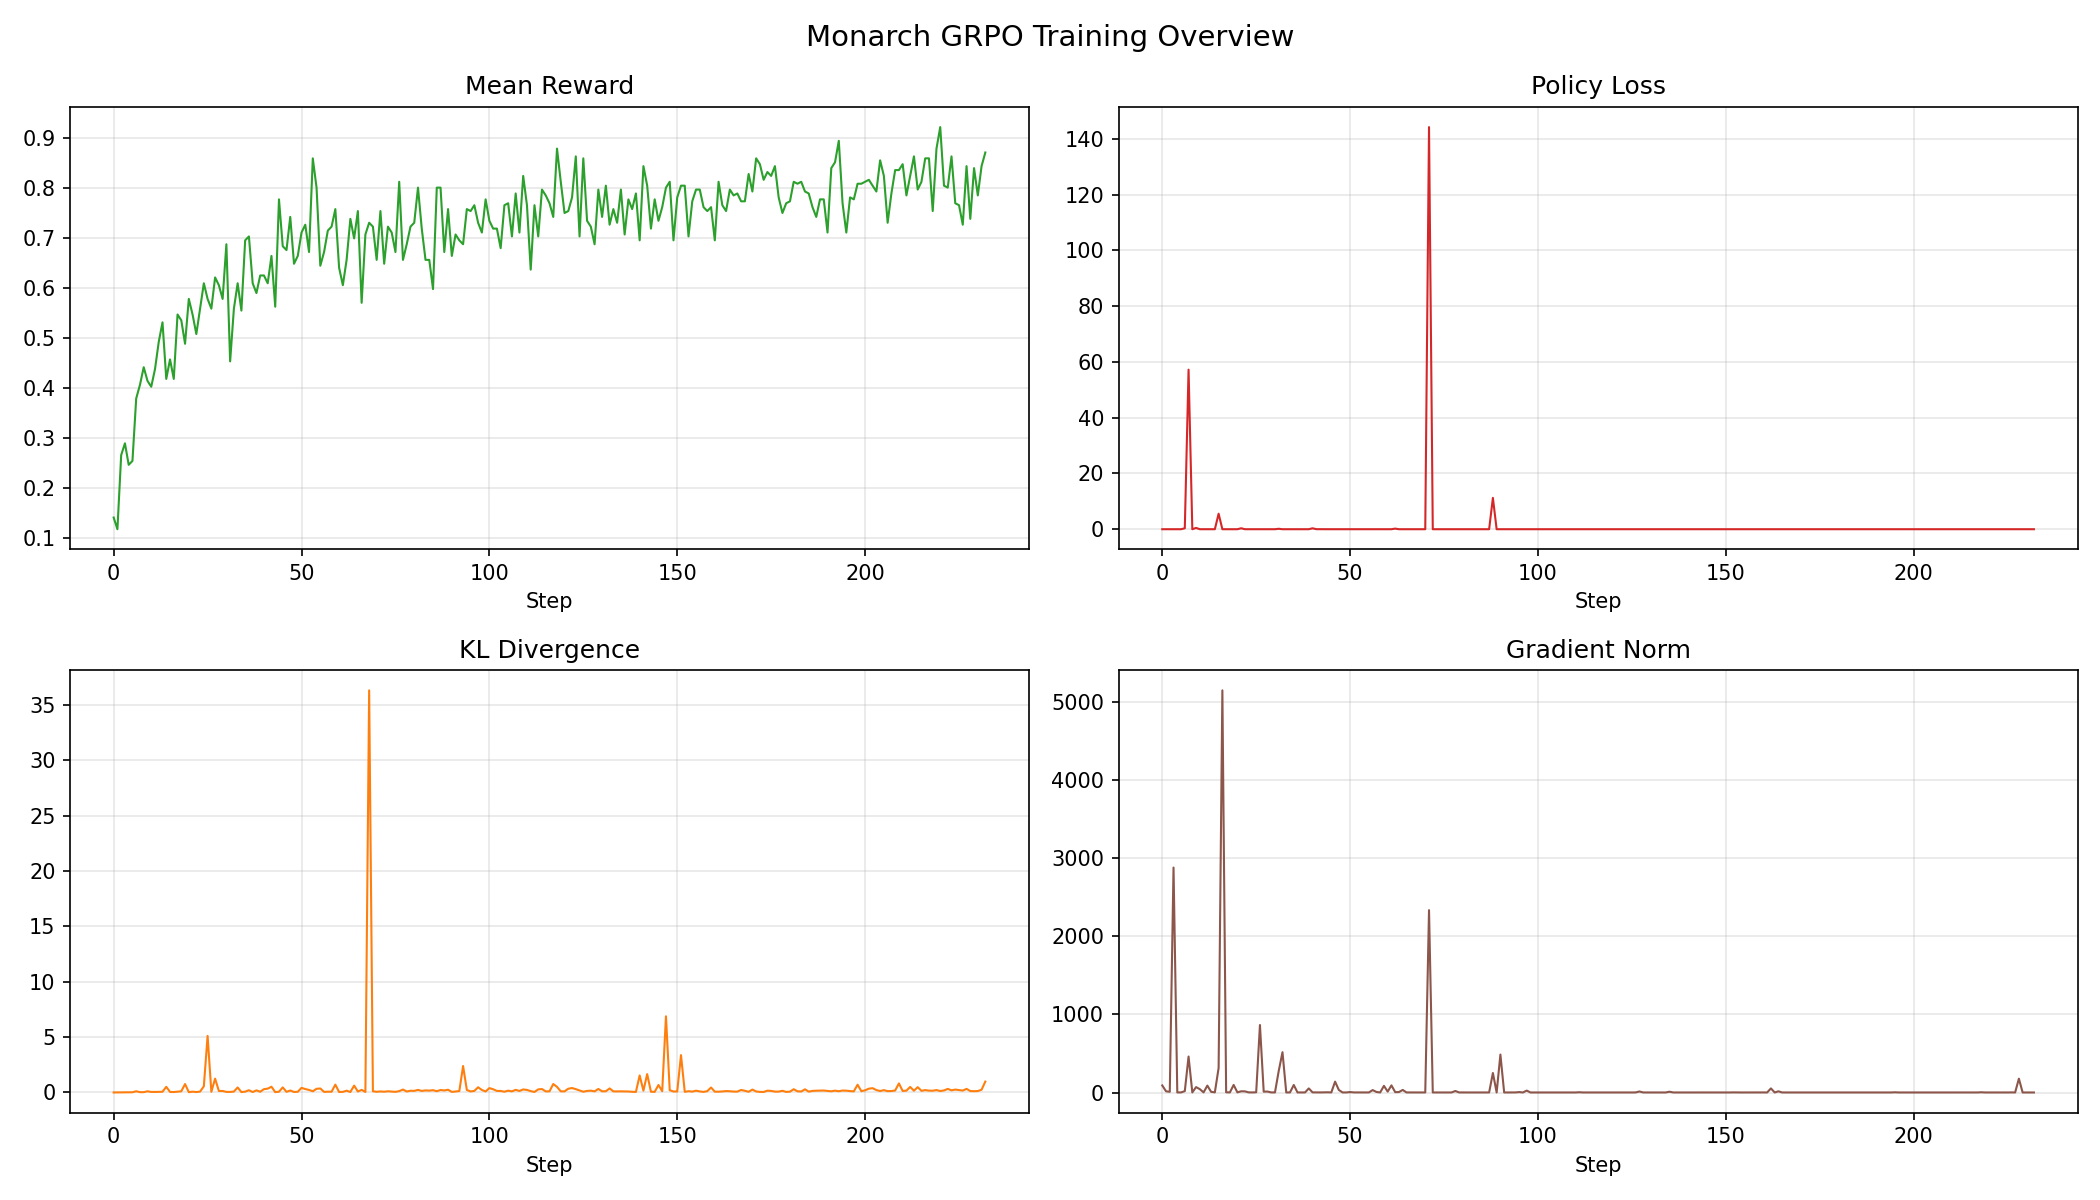 Monarch GRPO Training Overview
Mean Reward
0.9
0.8
0.7
0.6
0.5
0.4
0.3
0.2
0.1
0 50 100 150 200
Step
Policy Loss
140
120
100
80
60
40
20
0
0 50 100 150 200
Step
KL Divergence
35
30
25
20
15
10
5
0
0 50 100 150 200
Step
Gradient Norm
5000
4000
3000
2000
1000
0
0 50 100 150 200
Step